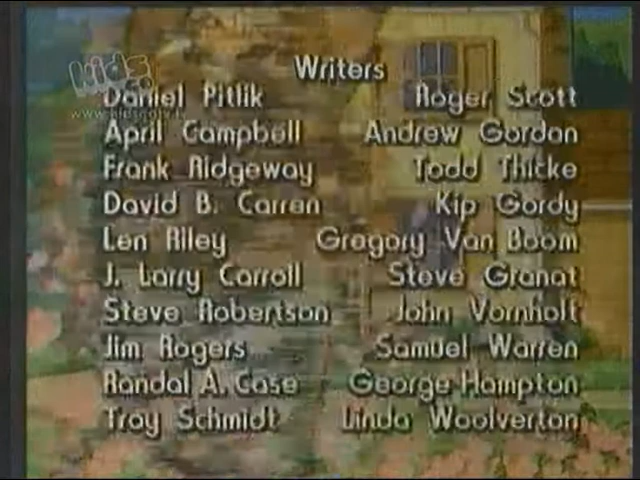 Writers
kids
Daniel Pitlik Roger Scott
www.kidsgotv.t
April Campbell Andrew Gordon
Frank Ridgeway Todd Thicke
David B. Carren Kip Gordy
Len Riley Gregory Van Boom
J. Larry Carroll Steve Granat
Steve Robertson John Vornholt
Jim Rogers Samuel Warren
Randal A. Case George Hampton
Troy Schmidt Linda Woolverton